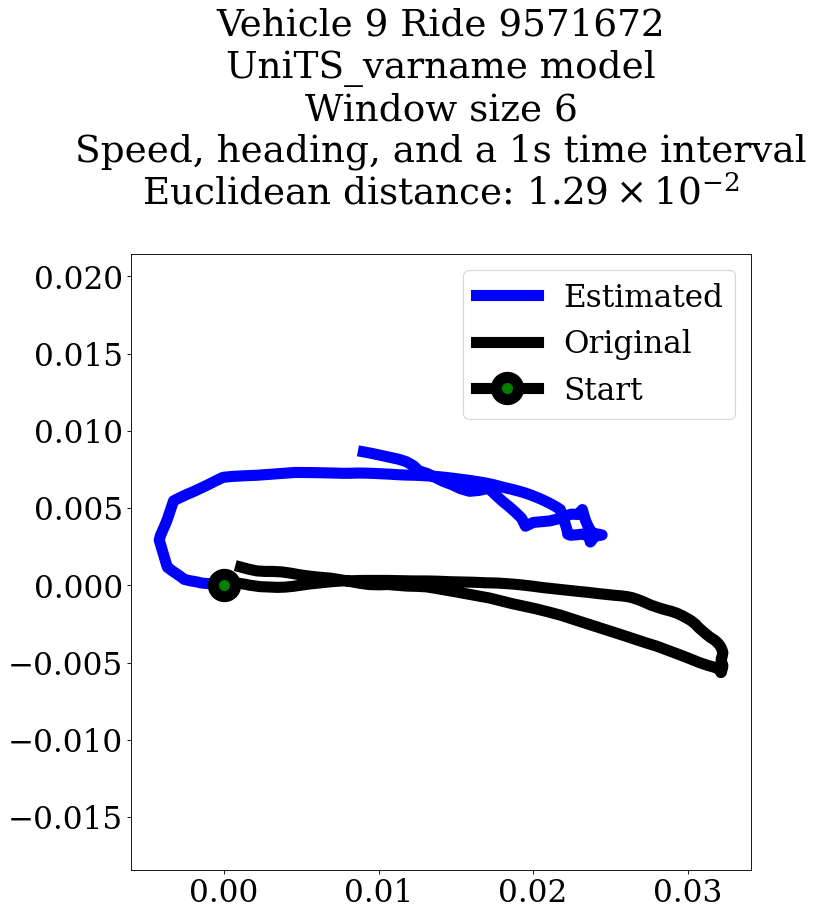 Vehicle 9 Ride 9571672
UniTS_varname model
Window size 6
Speed, heading, and a 1s time interval
Euclidean distance: 1.29 × 10⁻²
Estimated
Original
Start
0.020
0.015
0.010
0.005
0.000
−0.005
−0.010
−0.015
0.00 0.01 0.02 0.03